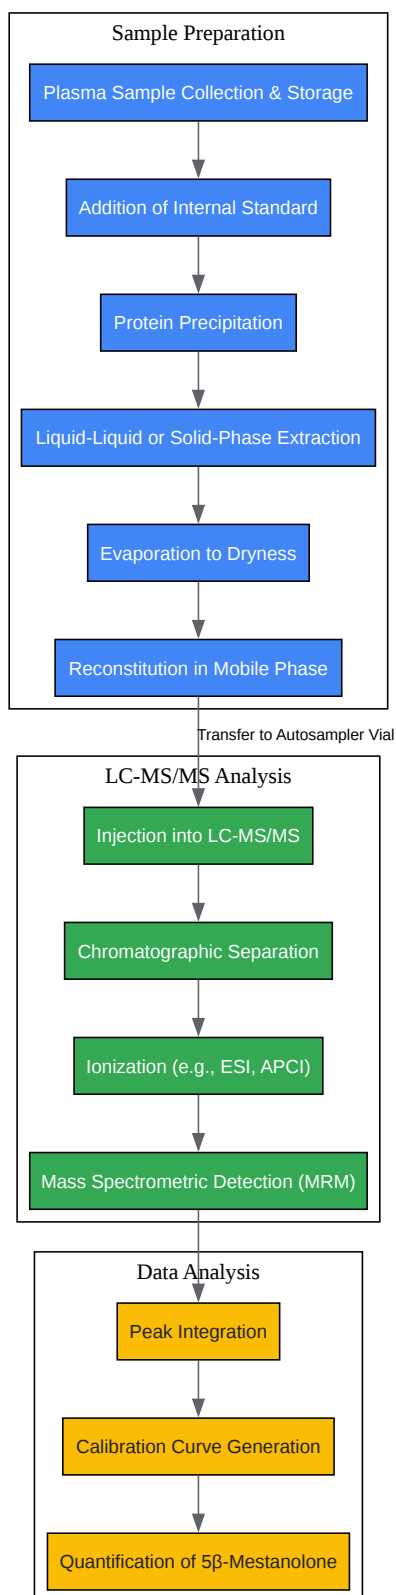 Sample Preparation
Plasma Sample Collection & Storage
Addition of Internal Standard
Protein Precipitation
Liquid-Liquid or Solid-Phase Extraction
Evaporation to Dryness
Reconstitution in Mobile Phase
Transfer to Autosampler Vial
LC-MS/MS Analysis
Injection into LC-MS/MS
Chromatographic Separation
Ionization (e.g., ESI, APCI)
Mass Spectrometric Detection (MRM)
Data Analysis
Peak Integration
Calibration Curve Generation
Quantification of 5β-Mestanolone